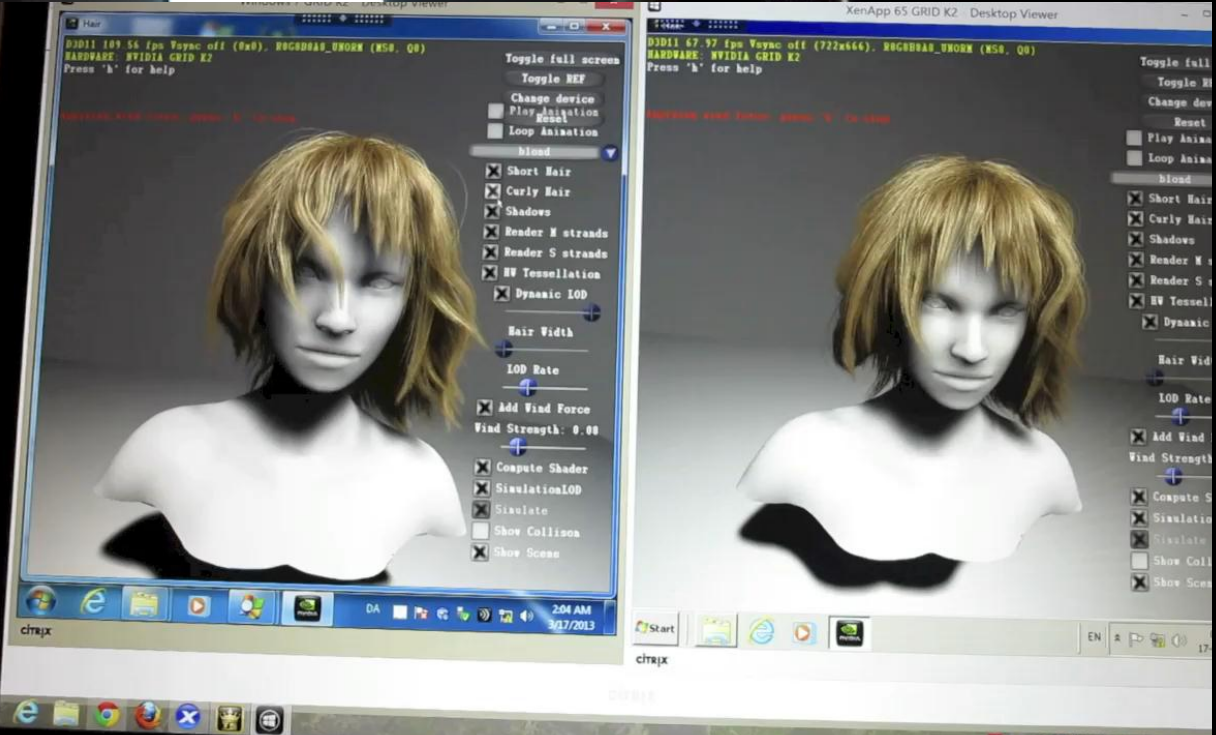 Windows 7 GRID K2 - Desktop Viewer
Hair
D3D11 109.56 fps Vsync off (0x0), R8G8B8A8_UNORM (MS8, Q0)
HARDWARE: NVIDIA GRID K2
Press 'h' for help
Toggle full screen
Toggle REF
Change device
Play Animation
Reset
Loop Animation
blond
Short Hair
Curly Hair
Shadows
Render M strands
Render S strands
HW Tessellation
Dynamic LOD
Hair Width
LOD Rate
Add Wind Force
Wind Strength: 0.08
Compute Shader
SimulationLOD
Simulate
Show Collison
Show Scene
DA
2:04 AM
3/17/2013
CITRIX
XenApp 65 GRID K2 - Desktop Viewer
D3D11 67.97 fps Vsync off (722x666), R8G8B8A8_UNORM (MS8, Q0)
HARDWARE: NVIDIA GRID K2
Press 'h' for help
Toggle full
Toggle RE
Change dev
Reset
Play Anima
Loop Anima
blond
Short Hair
Curly Hair
Shadows
Render M s
Render S s
HW Tessell
Dynamic
Hair Wid
LOD Rate
Add Wind
Wind Strength
Compute S
Simulatio
Simulate
Show Coll
Show Scen
Start
EN
17-
CITRIX